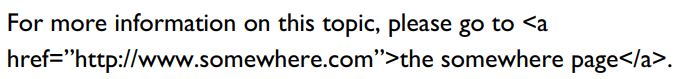 For more information on this topic, please go to <a
href=”http://www.somewhere.com”>the somewhere page</a>.